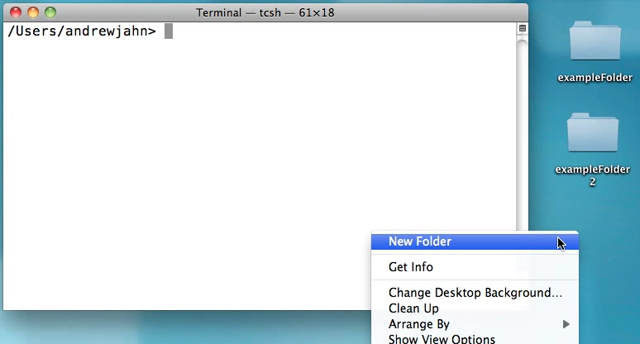 Terminal — tcsh — 61×18
/Users/andrewjahn>
exampleFolder
exampleFolder
2
New Folder
Get Info
Change Desktop Background...
Clean Up
Arrange By
Show View Options